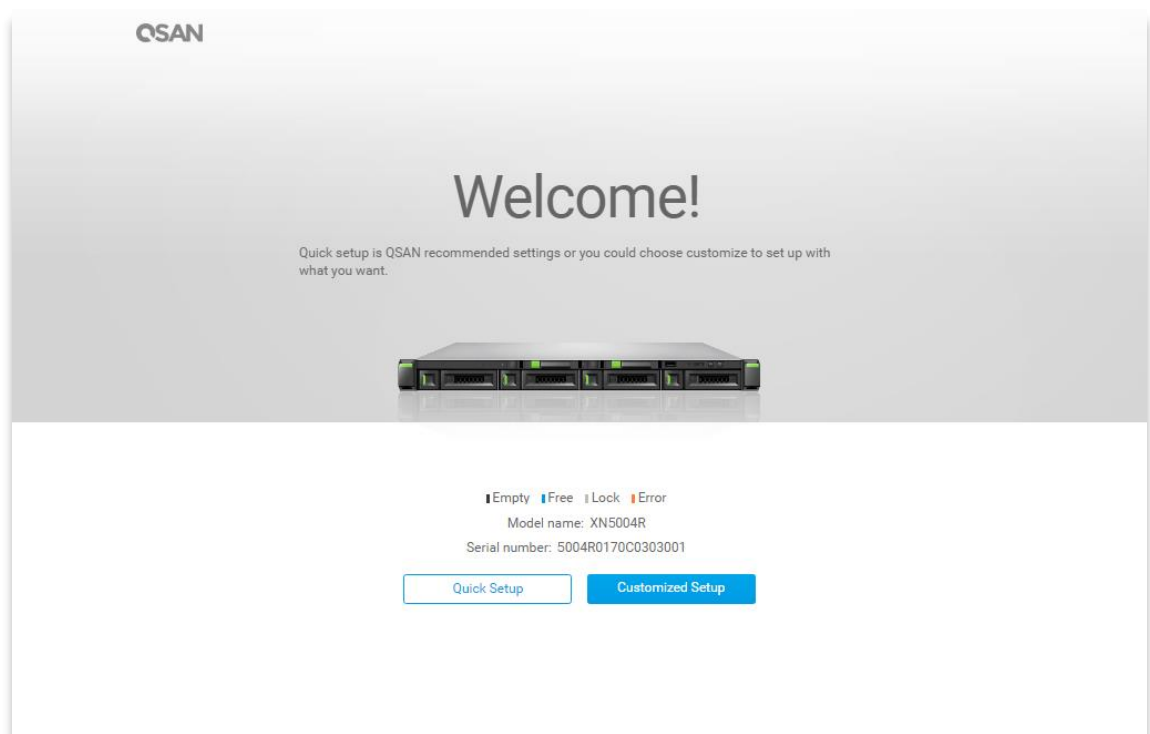 QSAN
Welcome!
Quick setup is QSAN recommended settings or you could choose customize to set up with
what you want.
Empty Free Lock Error
Model name: XN5004R
Serial number: 5004R0170C0303001
Quick Setup Customized Setup